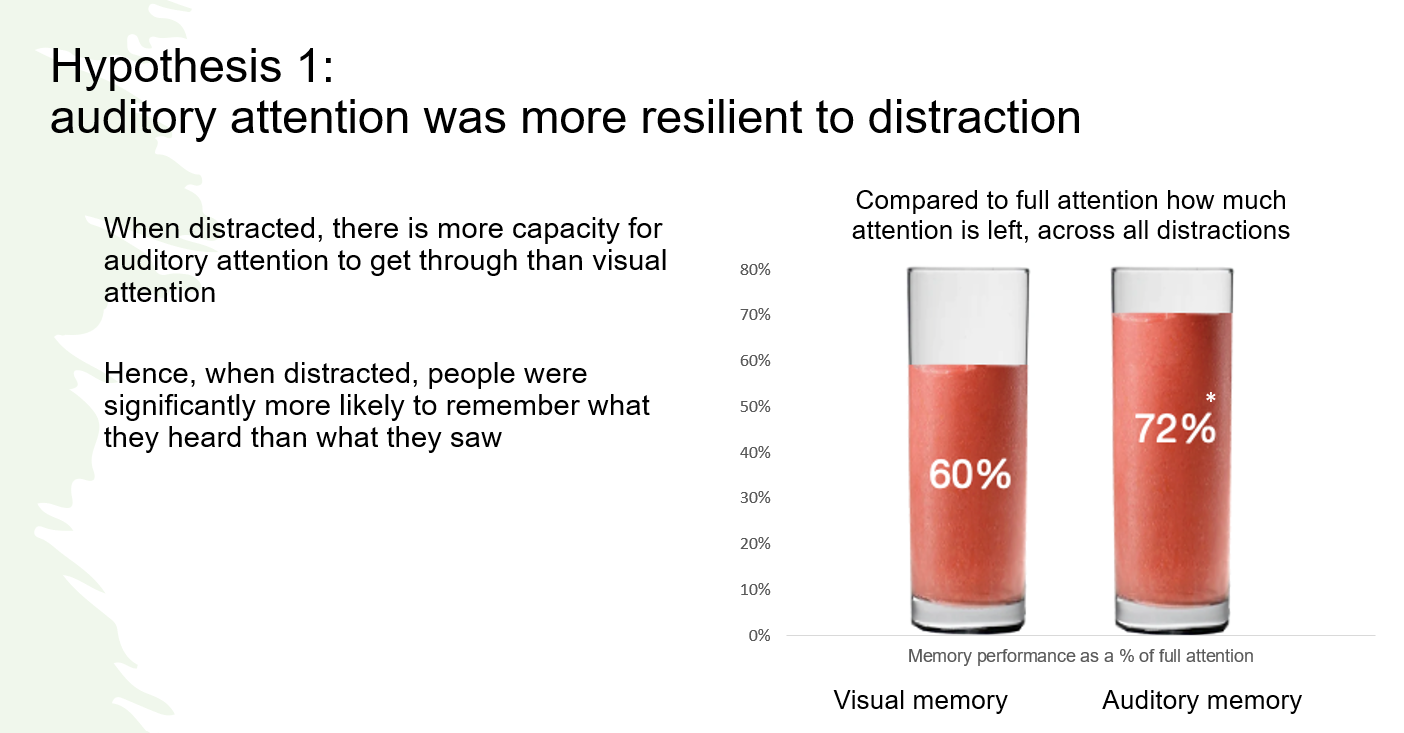 Hypothesis 1:
auditory attention was more resilient to distraction
When distracted, there is more capacity for
auditory attention to get through than visual
attention
Hence, when distracted, people were
significantly more likely to remember what
they heard than what they saw
Compared to full attention how much
attention is left, across all distractions
80%
70%
60%
50%
40%
30%
20%
10%
0%
60%
72%*
Memory performance as a % of full attention
Visual memory
Auditory memory